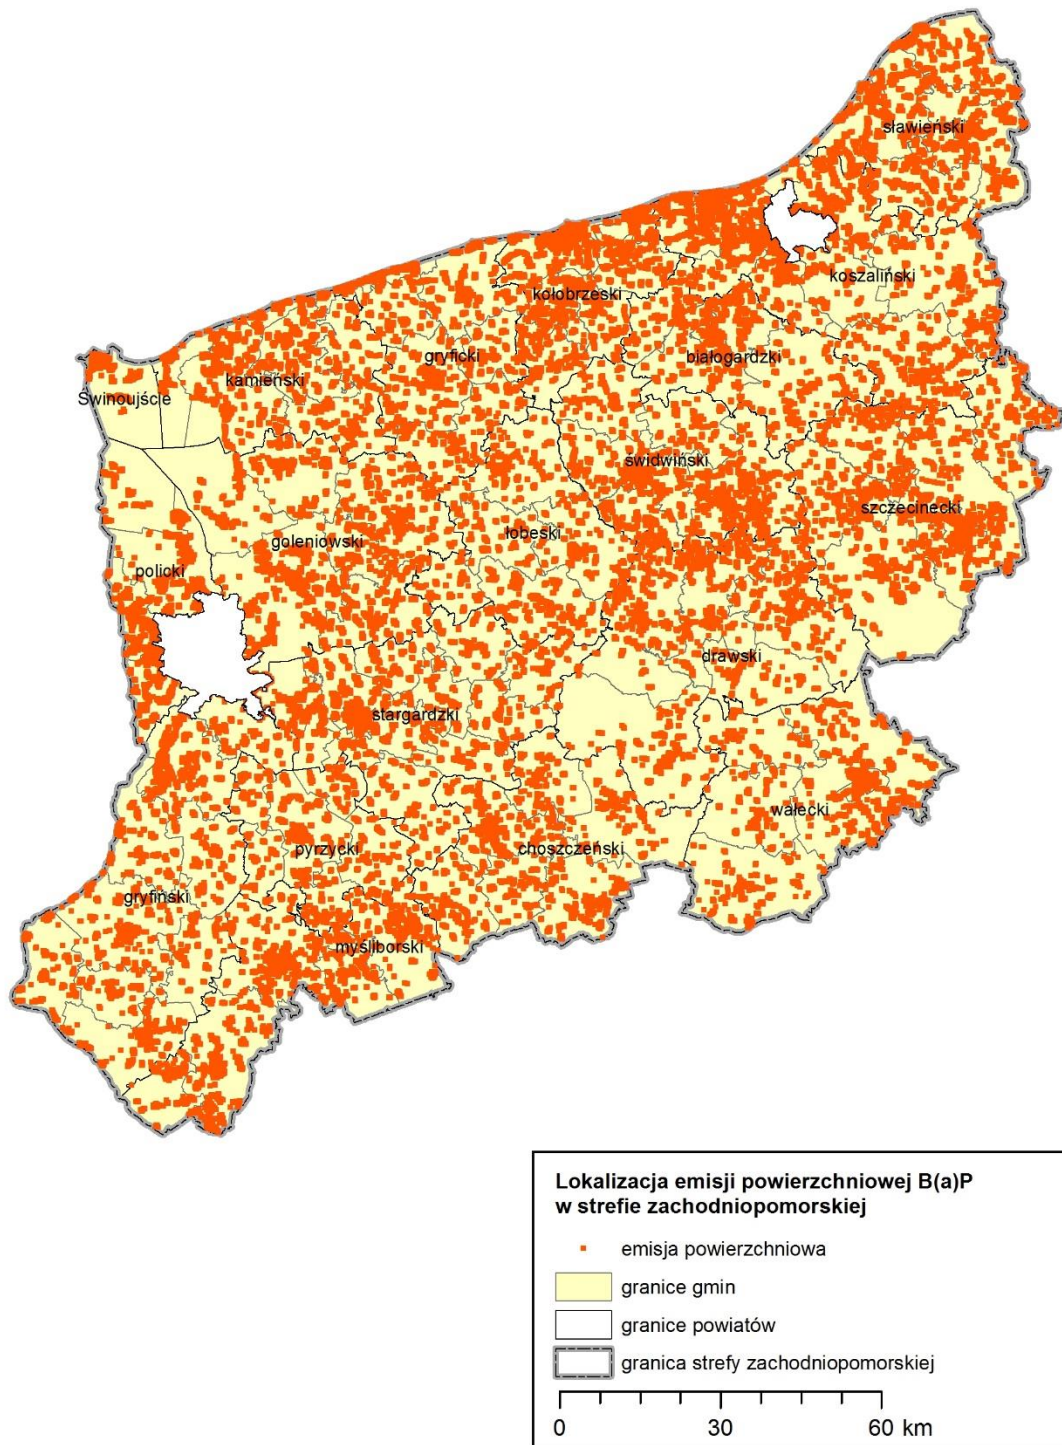 sławieński
koszaliński
kołobrzeski
białogardzki
gryficki
kamieński
Świnoujście
świdwiński
szczecinecki
łobeski
goleniowski
policki
drawski
stargardzki
wałecki
choszczeński
pyrzycki
gryfiński
myśliborski
Lokalizacja emisji powierzchniowej B(a)P
w strefie zachodniopomorskiej
emisja powierzchniowa
granice gmin
granice powiatów
granica strefy zachodniopomorskiej
0 30 60 km